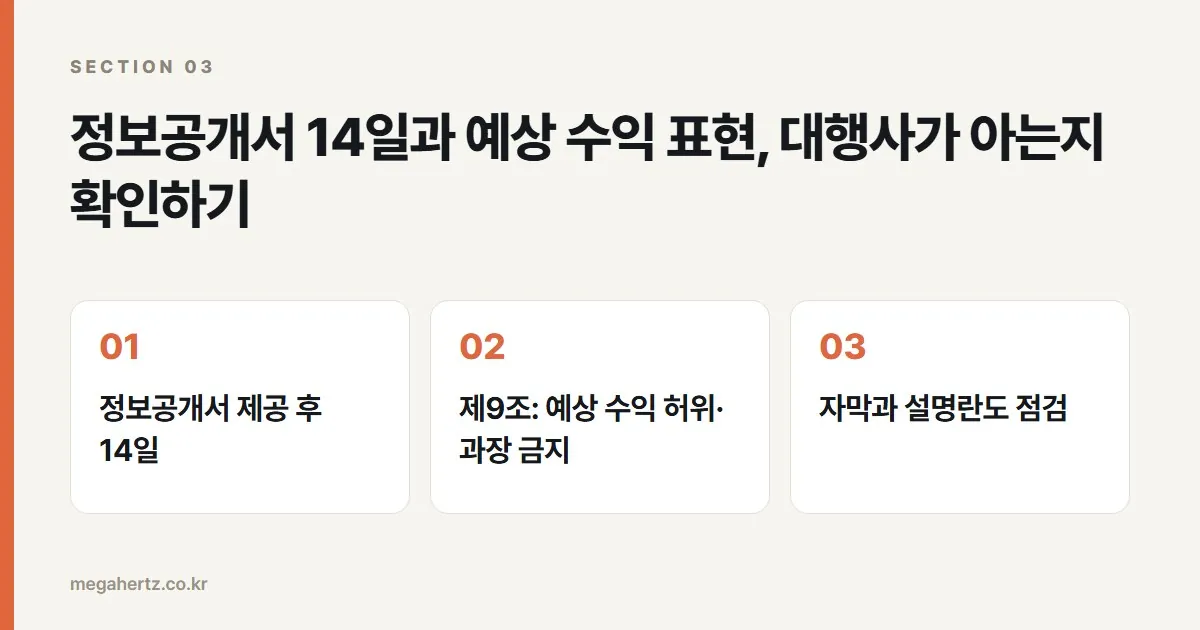 SECTION 03
정보공개서 14일과 예상 수익 표현, 대행사가 아는지
확인하기
01
정보공개서 제공 후
14일
02
제9조: 예상 수익 허위·
과장 금지
03
자막과 설명란도 점검
megahertz.co.kr